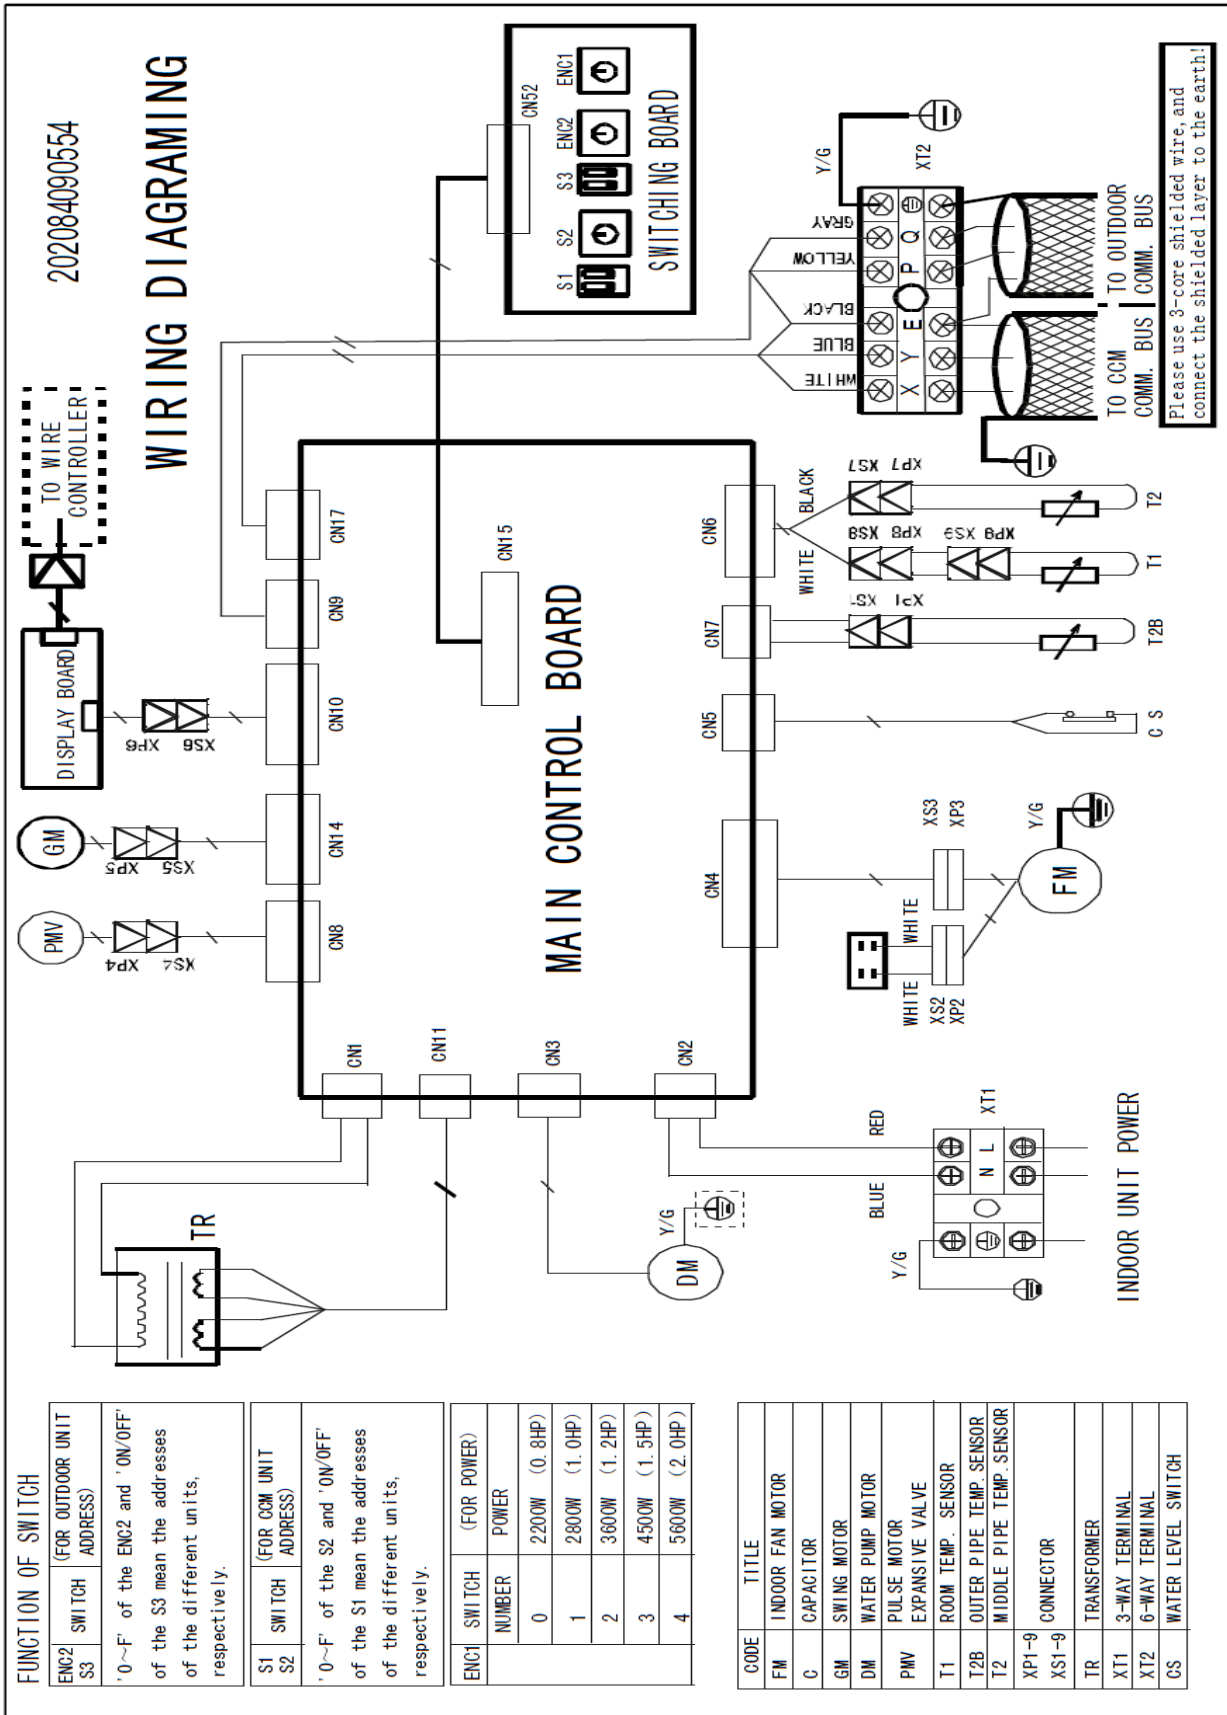 WIRING DIAGRAMING
202084090554
TO WIRE
CONTROLLER
DISPLAY BOARD
XP6
XS6
GM
XP5
XS5
PMV
XP4
XS4
CN8
CN14
CN10
CN9
CN17
CN15
MAIN CONTROL BOARD
CN1
CN11
CN3
CN2
CN4
CN5
CN7
CN6
CN52
S1
S2
S3
ENC2
ENC1
SWITCHING BOARD
WHITE
BLUE
BLACK
YELLOW
GRAY
Y/G
XT2
X Y E P Q
TO CCM
COMM. BUS
TO OUTDOOR
COMM. BUS
Please use 3-core shielded wire, and
connect the shielded layer to the earth!
WHITE
BLACK
XS1
XP1
XS8
XP8
XS9
XP9
XS7
XP7
T2B
T1
T2
C S
XS3
XP3
Y/G
FM
WHITE
WHITE
XS2
XP2
TR
DM
Y/G
BLUE
RED
Y/G
N L
XT1
INDOOR UNIT POWER
FUNCTION OF SWITCH
ENC2
S3
SWITCH
(FOR OUTDOOR UNIT
ADDRESS)
'0~F' of the ENC2 and 'ON/OFF'
of the S3 mean the addresses
of the different units,
respectively.
S1
S2
SWITCH
(FOR CCM UNIT
ADDRESS)
'0~F' of the S2 and 'ON/OFF'
of the S1 mean the addresses
of the different units,
respectively.
ENC1 SWITCH (FOR POWER)
NUMBER POWER
0 2200W (0.8HP)
1 2800W (1.0HP)
2 3600W (1.2HP)
3 4500W (1.5HP)
4 5600W (2.0HP)
CODE TITLE
FM INDOOR FAN MOTOR
C CAPACITOR
GM SWING MOTOR
DM WATER PUMP MOTOR
PMV PULSE MOTOR
EXPANSIVE VALVE
T1 ROOM TEMP. SENSOR
T2B OUTER PIPE TEMP. SENSOR
T2 MIDDLE PIPE TEMP. SENSOR
XP1-9
XS1-9
CONNECTOR
TR TRANSFORMER
XT1 3-WAY TERMINAL
XT2 6-WAY TERMINAL
CS WATER LEVEL SWITCH